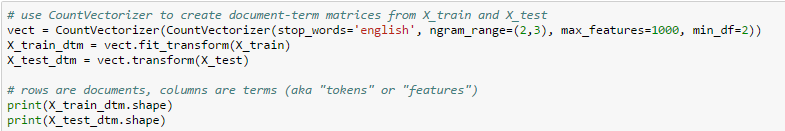 # use CountVectorizer to create document-term matrices from X_train and X_test
vect = CountVectorizer(CountVectorizer(stop_words='english', ngram_range=(2,3), max_features=1000, min_df=2))
X_train_dtm = vect.fit_transform(X_train)
X_test_dtm = vect.transform(X_test)
# rows are documents, columns are terms (aka "tokens" or "features")
print(X_train_dtm.shape)
print(X_test_dtm.shape)